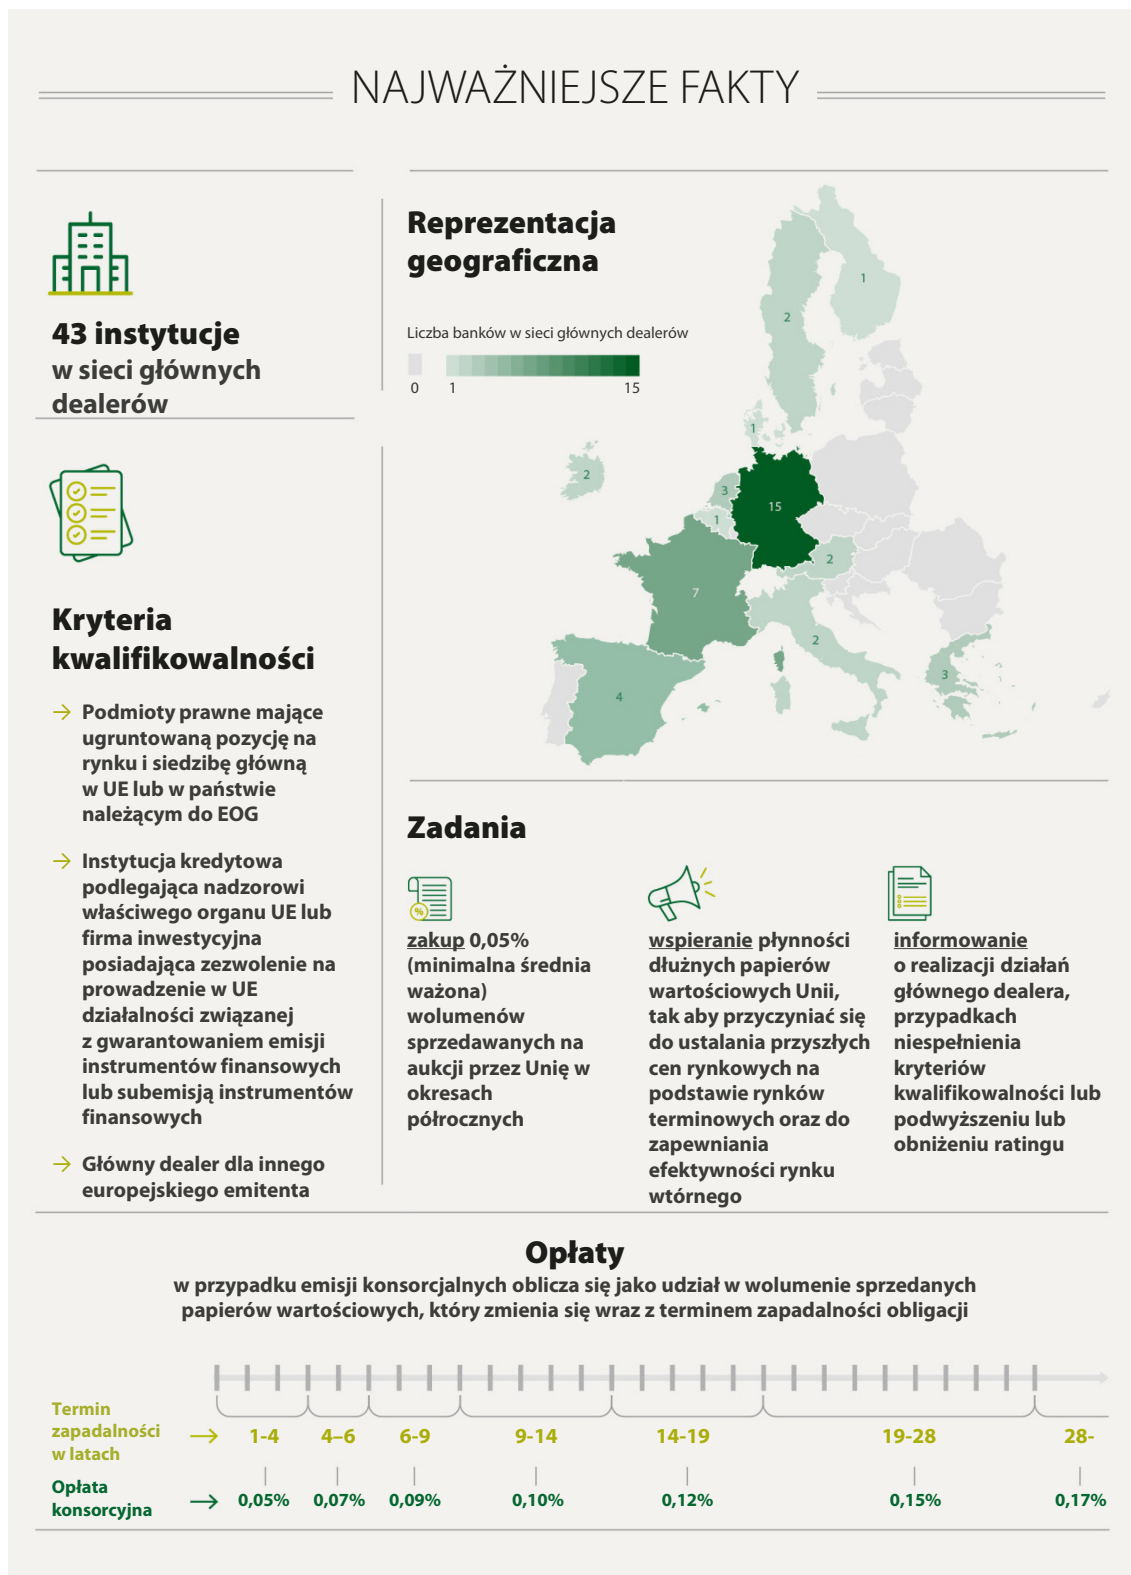 NAJWAŻNIEJSZE FAKTY
43 instytucje
w sieci głównych
dealerów
Kryteria
kwalifikowalności
→ Podmioty prawne mające
ugruntowaną pozycję na
rynku i siedzibę główną
w UE lub w państwie
należącym do EOG
→ Instytucja kredytowa
podlegająca nadzorowi
właściwego organu UE lub
firma inwestycyjna
posiadająca zezwolenie na
prowadzenie w UE
działalności związanej
z gwarantowaniem emisji
instrumentów finansowych
lub subemisją instrumentów
finansowych
→ Główny dealer dla innego
europejskiego emitenta
Reprezentacja
geograficzna
Liczba banków w sieci głównych dealerów
0 1 15
1
2
1
2
3
15
1
2
7
2
3
4
Zadania
%
zakup 0,05%
(minimalna średnia
ważona)
wolumenów
sprzedawanych na
aukcji przez Unię w
okresach
półrocznych
wspieranie płynności
dłużnych papierów
wartościowych Unii,
tak aby przyczyniać się
do ustalania przyszłych
cen rynkowych na
podstawie rynków
terminowych oraz do
zapewniania
efektywności rynku
wtórnego
informowanie
o realizacji działań
głównego dealera,
przypadkach
niespełnienia
kryteriów
kwalifikowalności lub
podwyższeniu lub
obniżeniu ratingu
Opłaty
w przypadku emisji konsorcjalnych oblicza się jako udział w wolumenie sprzedanych
papierów wartościowych, który zmienia się wraz z terminem zapadalności obligacji
Termin
zapadalności
w latach
→ 1-4 4–6 6-9 9-14 14-19 19-28 28-
Opłata
konsorcyjna
→ 0,05% 0,07% 0,09% 0,10% 0,12% 0,15% 0,17%